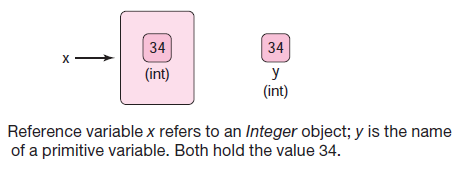 34
34
x
(int)
y
(int)
Reference variable x refers to an Integer object; y is the name
of a primitive variable. Both hold the value 34.